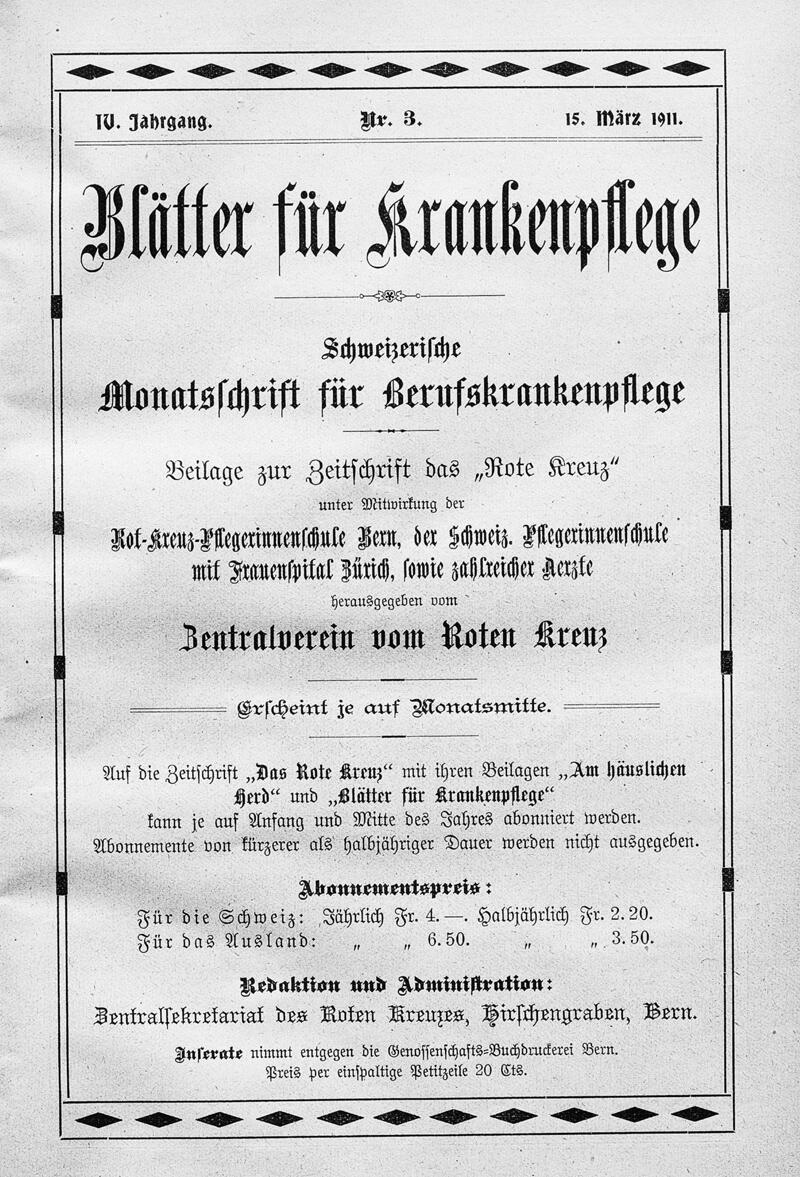 IV. Jahrgang. Nr. 3. 15. März 1911.
Blätter für Krankenpflege
Schweizerische
Monatsschrift für Berufskrankenpflege
Beilage zur Zeitschrift das „Rote Kreuz“
unter Mitwirkung der
Rot-Kreuz-Pflegerinnenschule Bern, der Schweiz. Pflegerinnenschule
mit Frauenspital Zürich, sowie zahlreicher Aerzte
herausgegeben vom
Zentralverein vom Roten Kreuz
Erscheint je auf Monatsmitte.
Auf die Zeitschrift „Das Rote Kreuz“ mit ihren Beilagen „Am häuslichen
Herd“ und „Blätter für Krankenpflege“
kann je auf Anfang und Mitte des Jahres abonniert werden.
Abonnemente von kürzerer als halbjähriger Dauer werden nicht ausgegeben.
Abonnementspreis:
Für die Schweiz: Jährlich Fr. 4. —. Halbjährlich Fr. 2. 20.
Für das Ausland: „ „ 6. 50. „ „ 3. 50.
Redaktion und Administration:
Zentralsekretariat des Roten Kreuzes, Hirschengraben, Bern.
Inserate nimmt entgegen die Genossenschafts-Buchdruckerei Bern.
Preis per einspaltige Petitzeile 20 Cts.